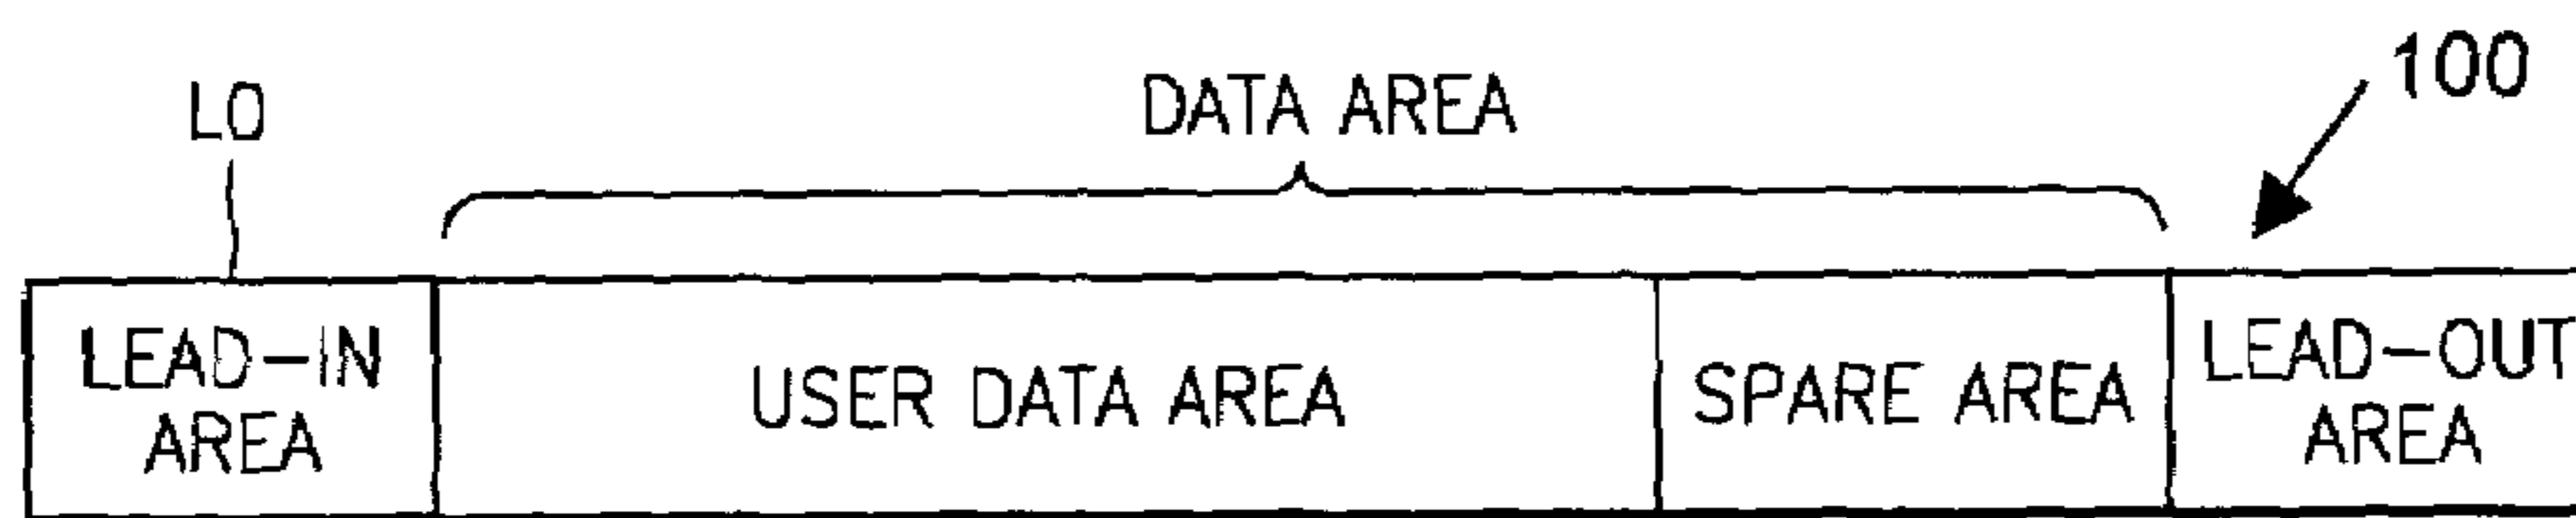 L0
DATA AREA
100
LEAD-IN
AREA
USER DATA AREA
SPARE AREA
LEAD-OUT
AREA